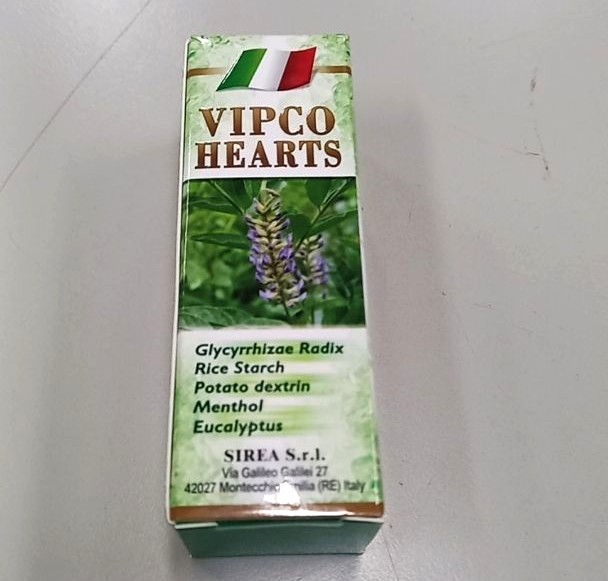 VIPCO
HEARTS
Glycyrrhizae Radix
Rice Starch
Potato dextrin
Menthol
Eucalyptus
SIREA S.r.l.
Via Galileo Galilei 27
42027 Montecchio Emilia (RE) Italy